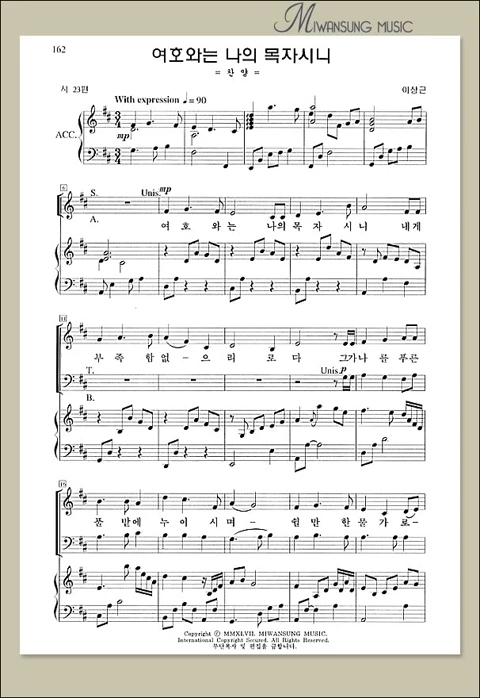 MIWANSUNG MUSIC
162
여호와는 나의 목자시니
= 찬 양 =
시 23편
이상근
With expression ♩= 90
ACC.
mp
6
S.
Unis. mp
A.
여 호 와 는 나의 목 자 시 니 내게
11
부 족 함 없 - 으 리 로 다 그가 나 를 푸른
T.
Unis. p
B.
풀 밭에 누 이 시 며 - 쉴 만 한 물 가 로 -
Copyright ⓒ MMXLVII. MIWANSUNG MUSIC.
International Copyright Secured. All Rights Reserved.
무단복사 및 편집을 금합니다.